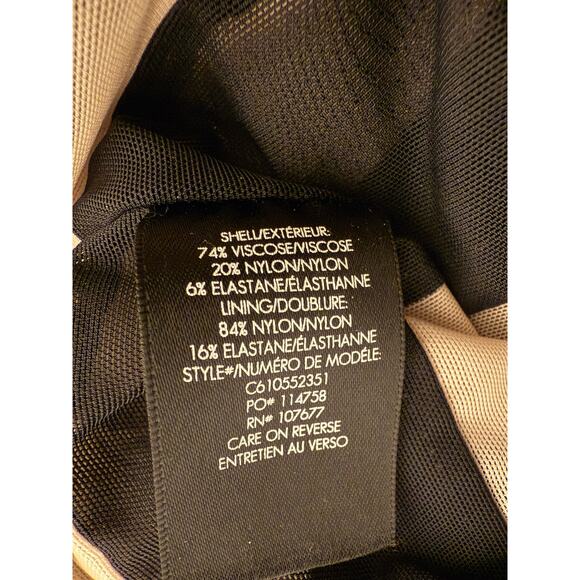 SHELL/EXTÉRIEUR:
74% VISCOSE/VISCOSE
20% NYLON/NYLON
6% ELASTANE/ÉLASTHANNE
LINING/DOUBLURE:
84% NYLON/NYLON
16% ELASTANE/ÉLASTHANNE
STYLE#/NUMÉRO DE MODÉLE:
C610552351
PO# 114758
RN# 107677
CARE ON REVERSE
ENTRETIEN AU VERSO